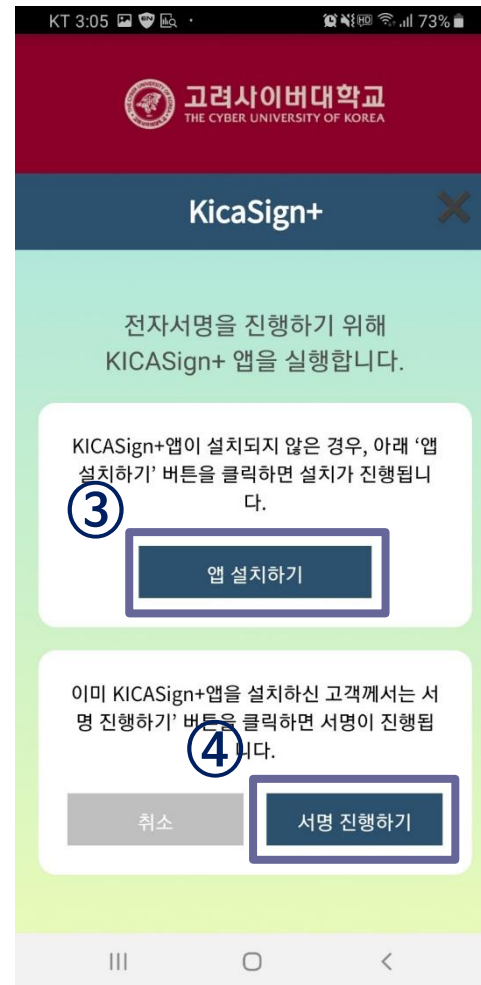 KT 3:05
HD
73%
고려사이버대학교
THE CYBER UNIVERSITY OF KOREA
KicaSign+
전자서명을 진행하기 위해
KICASign+ 앱을 실행합니다.
KICASign+앱이 설치되지 않은 경우, 아래 ‘앱
설치하기’ 버튼을 클릭하면 설치가 진행됩니
다.
③
앱 설치하기
이미 KICASign+앱을 설치하신 고객께서는 서
명 진행하기’ 버튼을 클릭하면 서명이 진행됩
④
니다.
취소
서명 진행하기